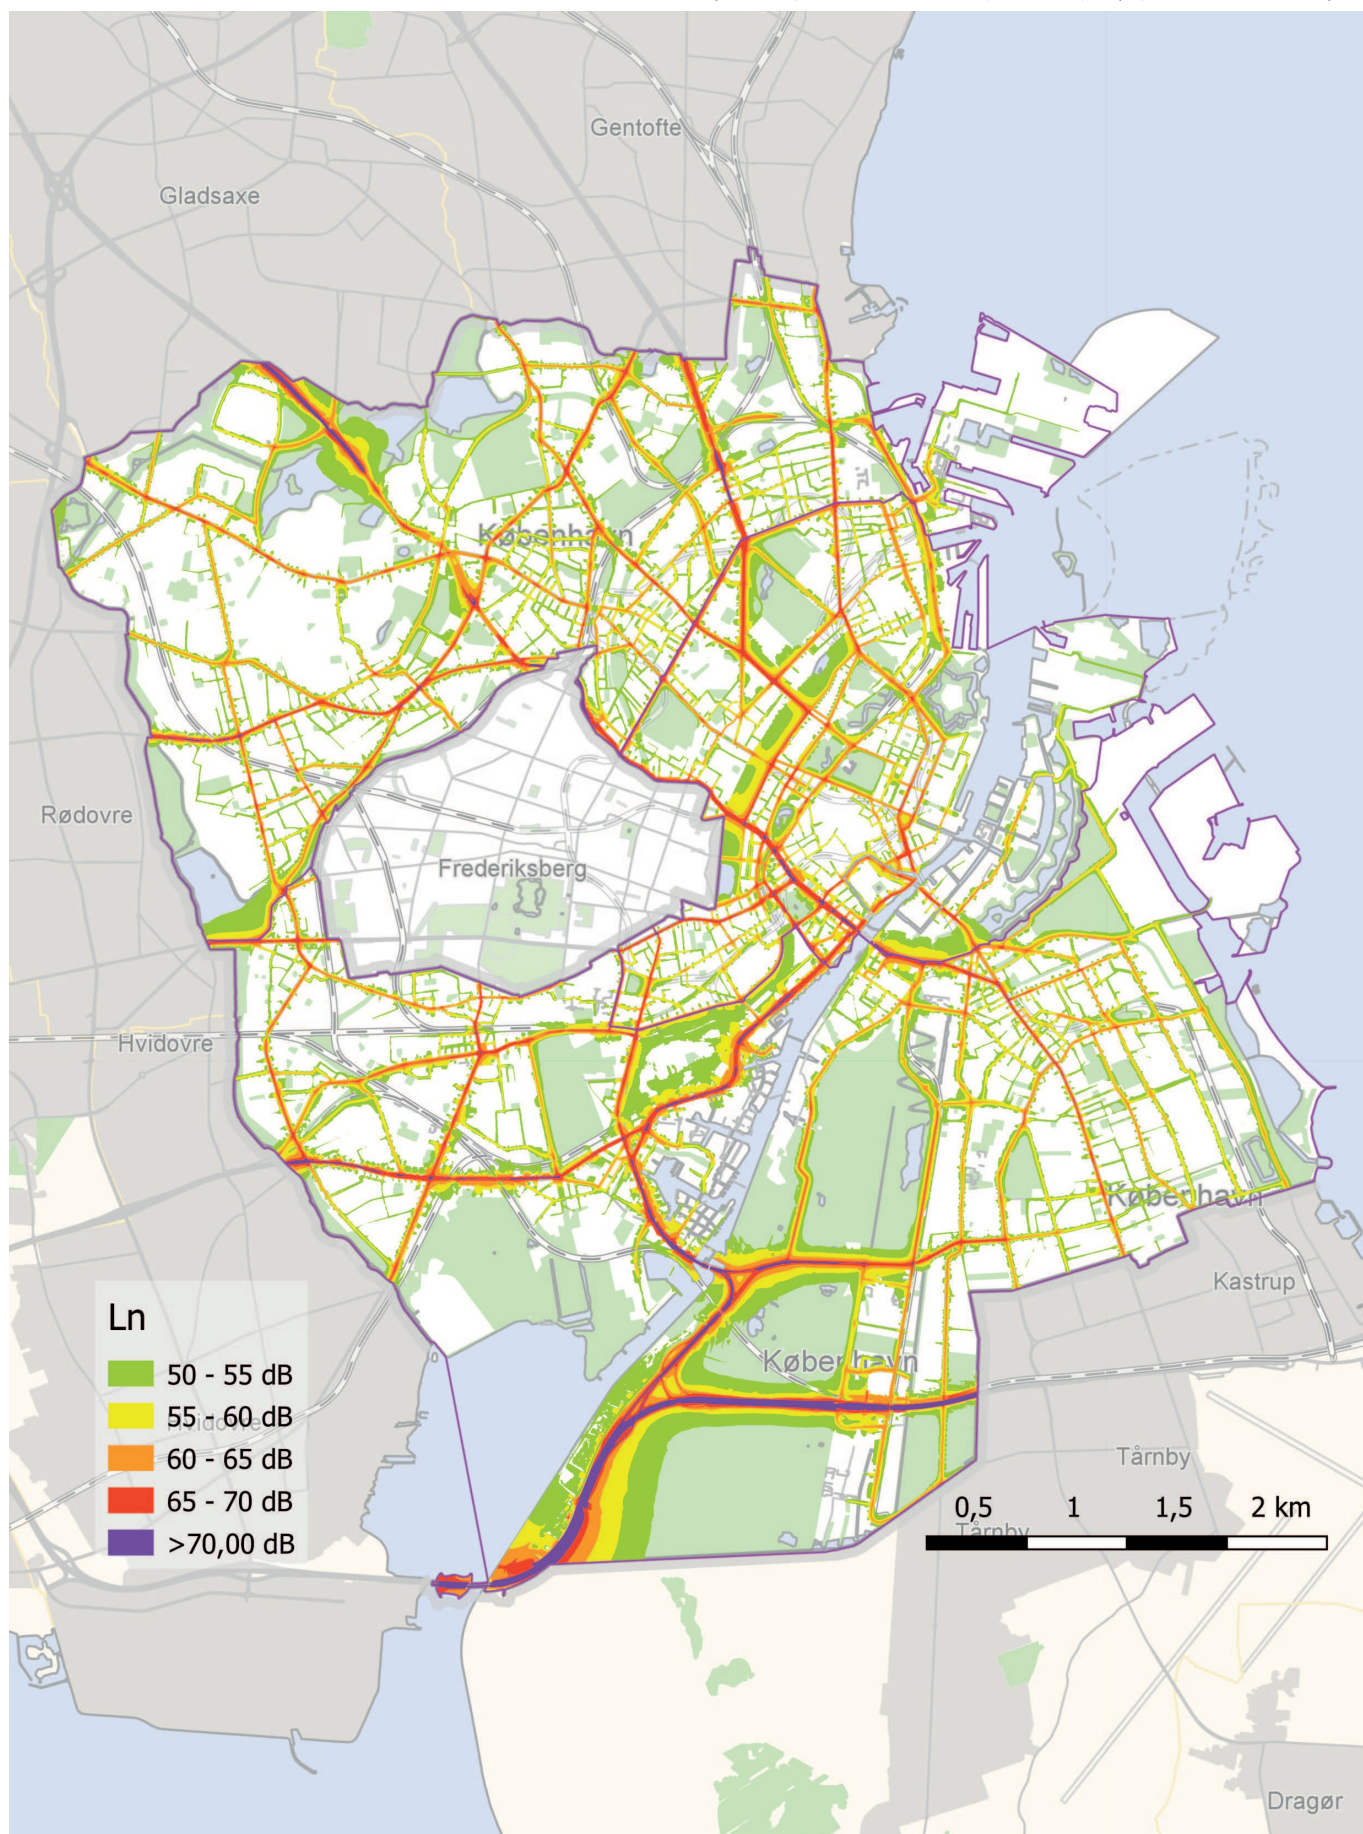 Gentofte
Gladsaxe
København
Rødovre
Frederiksberg
Hvidovre
København
Kastrup
Ln
København
50 - 55 dB
55 - 60 dB
Hvidovre
60 - 65 dB
Tårnby
65 - 70 dB
0,5 1 1,5 2 km
>70,00 dB
Tårnby
Dragør